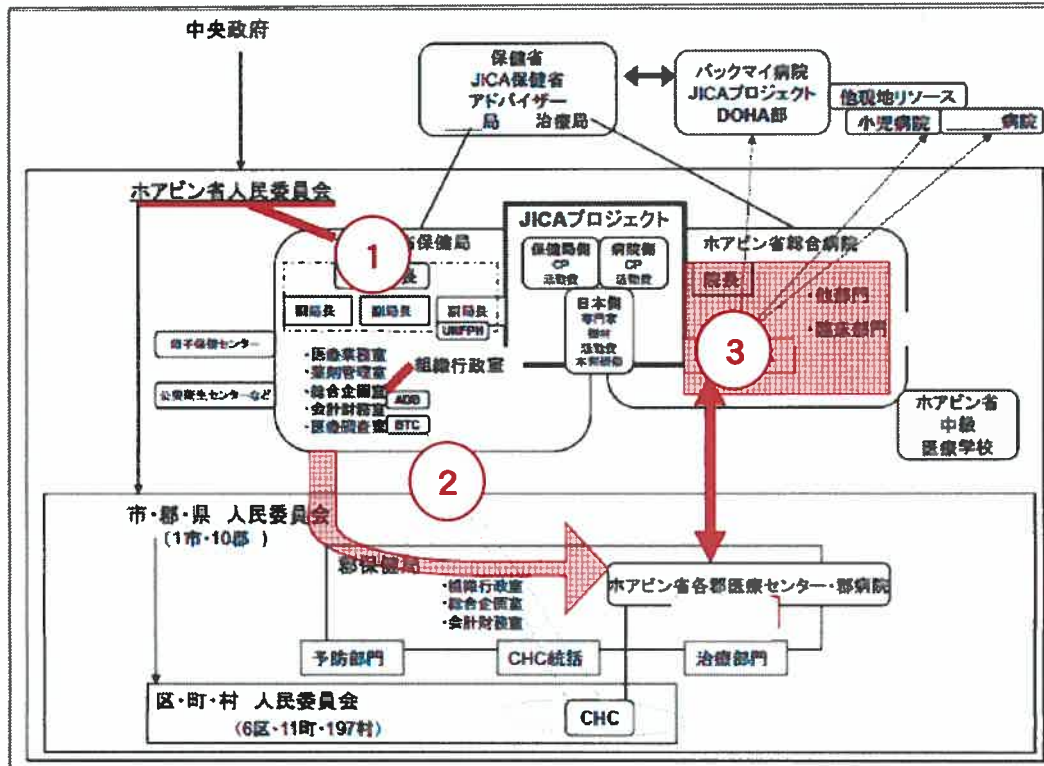 中央政府
保健省
JICA保健省
アドバイザー
局 治療局
バックマイ病院
JICAプロジェクト
DOHA部
他現地リソース
小児病院
病院
ホアビン省人民委員会
①
保健局
長
副局長
副局長
副局長
UNFPA
母子保健センター
公衆衛生センターなど
・医療業務室
・薬剤管理室
・総合企画室
・会計財務室
・医療調査室
組織行政室
ADB
BTC
JICAプロジェクト
保健局側
CP
活動費
病院側
CP
活動費
日本側
専門家
機材
活動費
本邦研修
ホアビン省総合病院
院長
・他部門
・臨床部門
③
ホアビン省
中級
医療学校
②
市・郡・県 人民委員会
(1市・10郡 )
郡保健局
・組織行政室
・総合企画室
・会計財務室
ホアビン省各郡医療センター・郡病院
予防部門
CHC統括
治療部門
区・町・村 人民委員会
(6区・11町・197村)
CHC